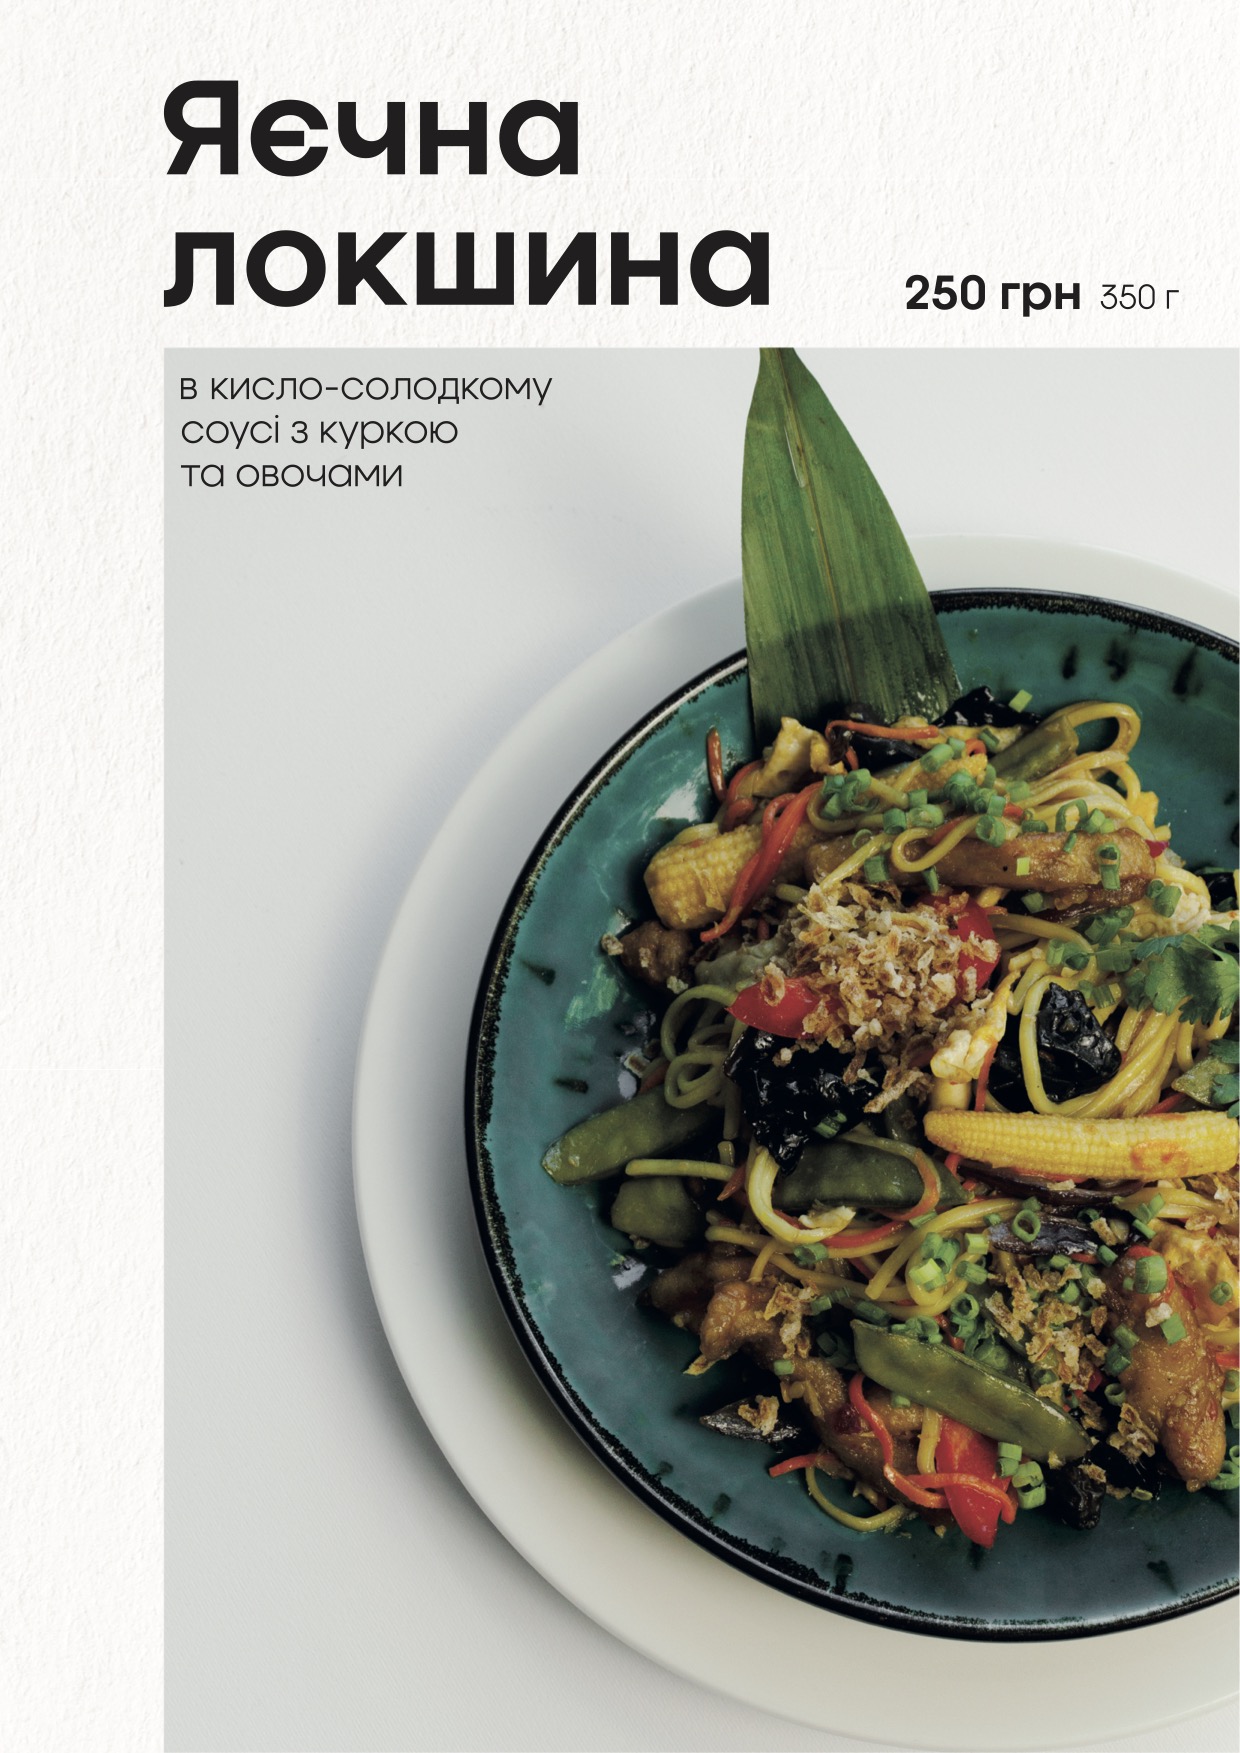 Яєчна
локшина
250 грн 350 г
в кисло-солодкому
соусі з куркою
та овочами